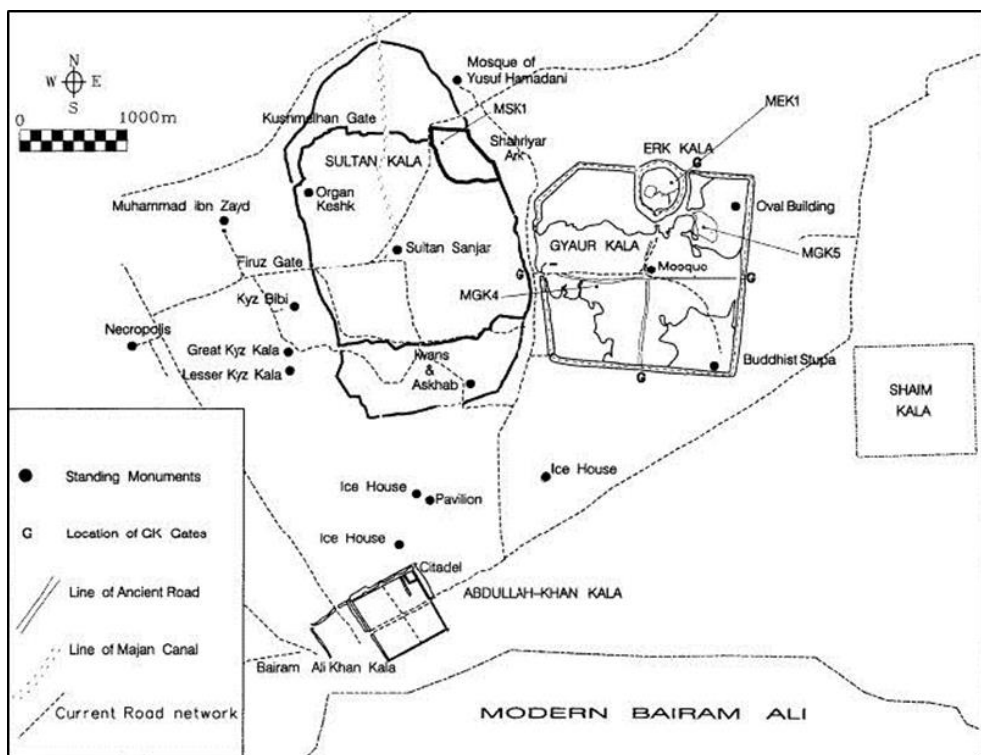 N
W E
S
0 1000m
Mosque of
Yusuf Hamadani
MSK1
Kushmeihan Gate
SULTAN KALA
Shahriyar
Ark
MEK1
ERK KALA
G
Organ
Keshk
Muhammad ibn Zayd
Oval Building
Sultan Sanjar
GYAUR KALA
MGK5
Firuz Gate
Mosque
G
G
MGK4
Kyz Bibi
Necropolis
Great Kyz Kala
Lesser Kyz Kala
Iwans
&
Askhab
Buddhist Stupa
G
SHAIM
KALA
Standing Monuments
G Location of GK Gates
Line of Ancient Road
Line of Majan Canal
Current Road network
Ice House
Ice House
Pavilion
Ice House
Citadel
ABDULLAH-KHAN KALA
Bairam Ali Khan Kala
MODERN BAIRAM ALI